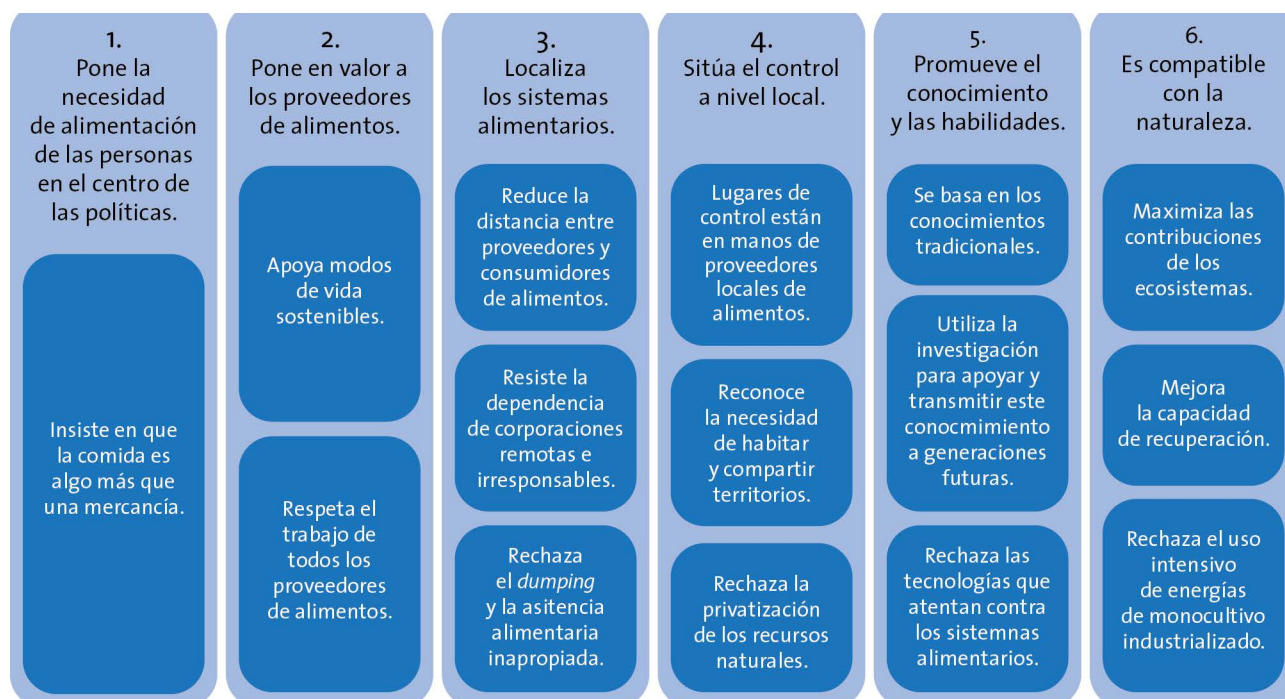 1.
Pone la
necesidad
de alimentación
de las personas
en el centro de
las políticas.
Insiste en que
la comida es
algo más que
una mercancía.
2.
Pone en valor a
los proveedores
de alimentos.
Apoya modos
de vida
sostenibles.
Respeta el
trabajo de
todos los
proveedores
de alimentos.
3.
Localiza
los sistemas
alimentarios.
Reduce la
distancia entre
proveedores y
consumidores
de alimentos.
Resiste la
dependencia
de corporaciones
remotas e
irresponsables.
Rechaza
el dumping
y la asitencia
alimentaria
inapropiada.
4.
Sitúa el control
a nivel local.
Lugares de
control están
en manos de
proveedores
locales de
alimentos.
Reconoce
la necesidad
de habitar
y compartir
territorios.
Rechaza la
privatización
de los recursos
naturales.
5.
Promueve el
conocimiento
y las habilidades.
Se basa en los
conocimientos
tradicionales.
Utiliza la
investigación
para apoyar y
transmitir este
conocmimiento
a generaciones
futuras.
Rechaza las
tecnologías que
atentan contra
los sistemnas
alimentarios.
6.
Es compatible
con la
naturaleza.
Maximiza las
contribuciones
de los
ecosistemas.
Mejora
la capacidad
de recuperación.
Rechaza el uso
intensivo
de energías
de monocultivo
industrializado.